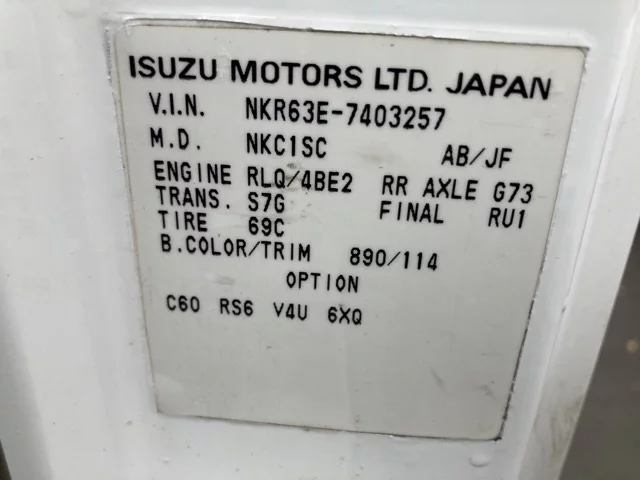 ISUZU MOTORS LTD. JAPAN
V.I.N. NKR63E-7403257
M.D. NKC1SC AB/JF
ENGINE RLQ/4BE2 RR AXLE G73
TRANS. S7G FINAL RU1
TIRE 69C
B.COLOR/TRIM 890/114
OPTION
C60 RS6 V4U 6XQ